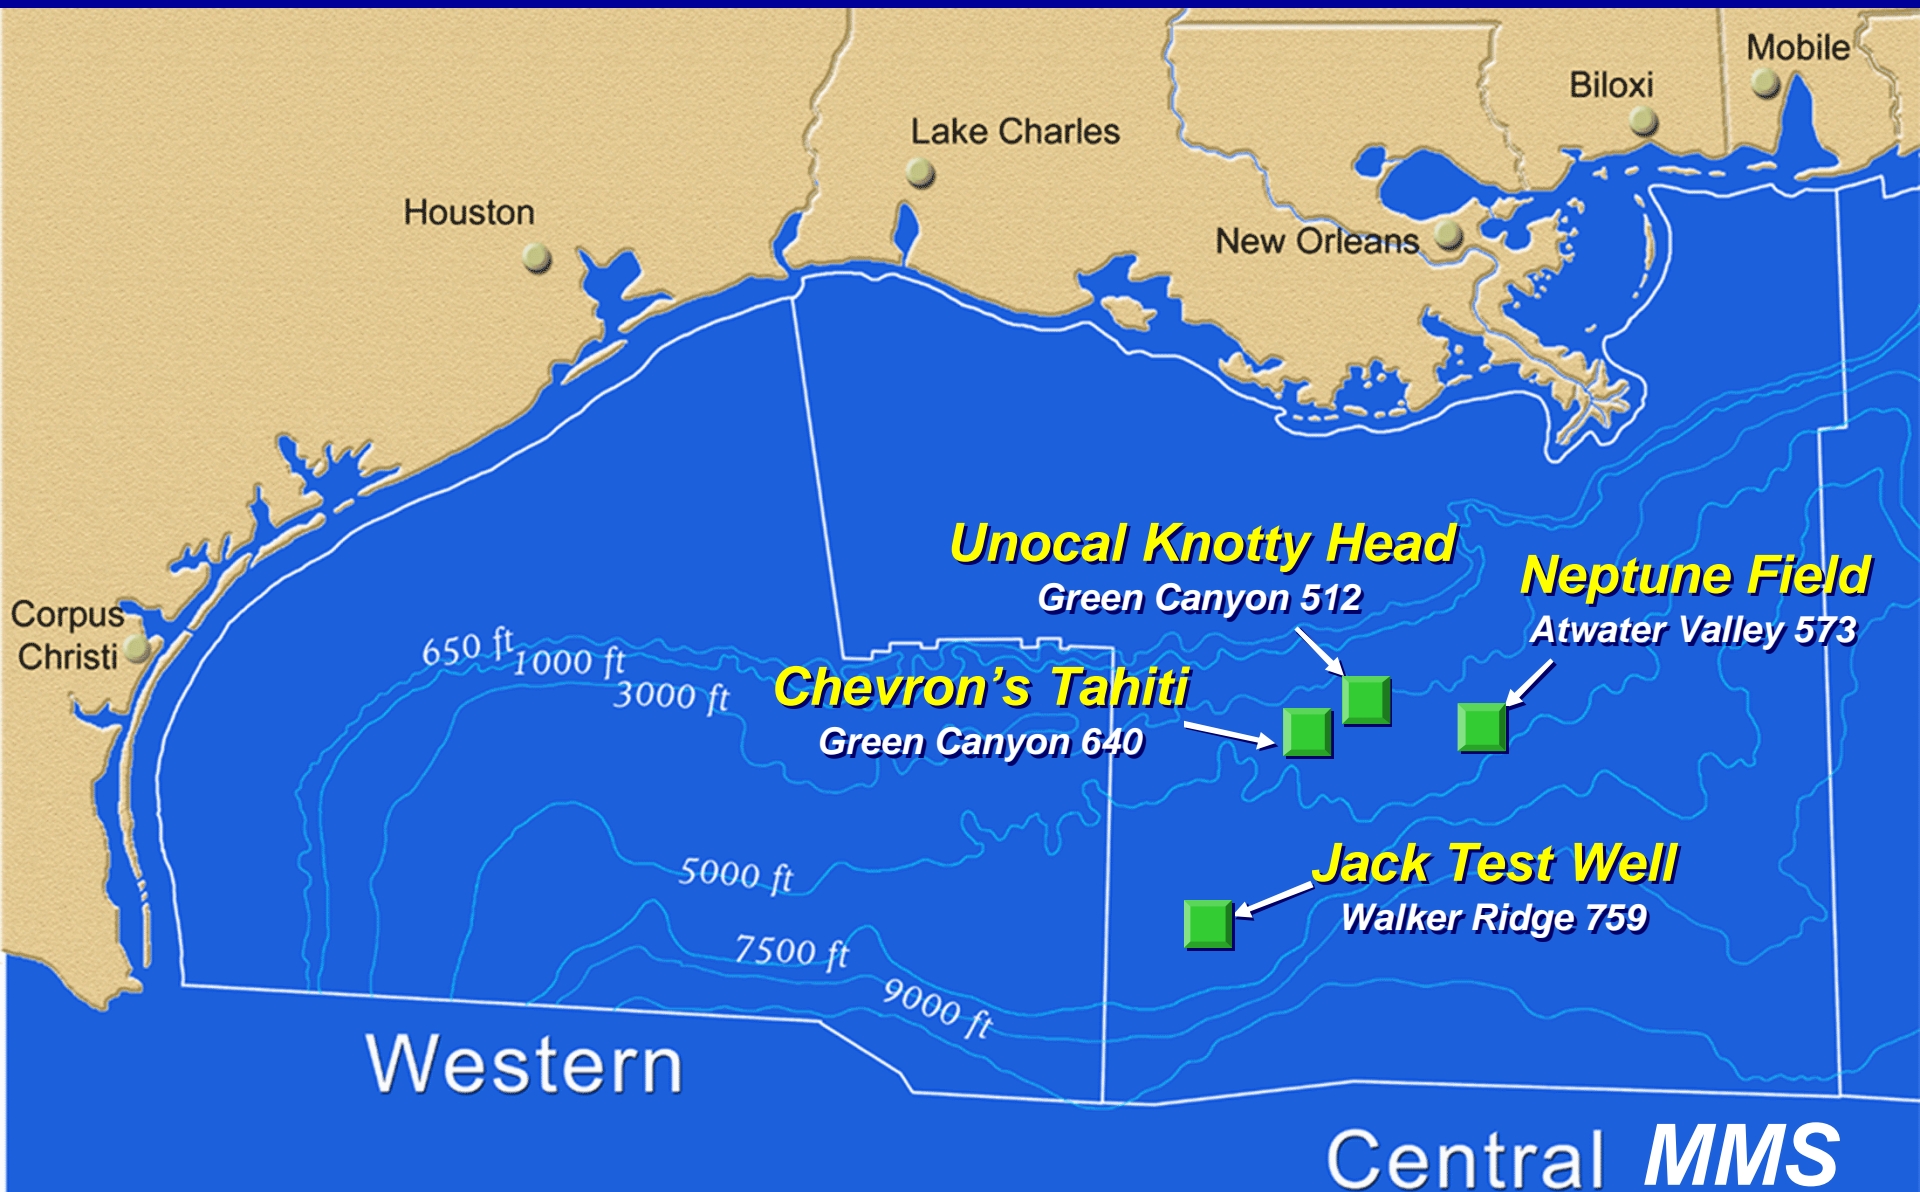 Mobile
Biloxi
Lake Charles
Houston
New Orleans
Unocal Knotty Head
Green Canyon 512
Neptune Field
Atwater Valley 573
Corpus
Christi
650 ft
1000 ft
3000 ft
Chevron’s Tahiti
Green Canyon 640
5000 ft
Jack Test Well
Walker Ridge 759
7500 ft
9000 ft
Western
Central
MMS